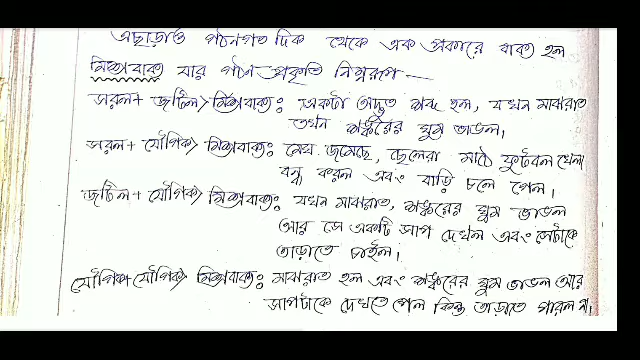 এছাড়াও গঠনগত দিক থেকে এক প্রকারে বাক্য হল
মিশ্রবাক্য যার গঠন প্রকৃতি নিম্নরূপ —
সরল + জটিল > মিশ্রবাক্য : একটা অদ্ভুত শব্দ হল, যখন মাঝরাত
তখন শঙ্করের ঘুম ভাঙল।
সরল + যৌগিক > মিশ্রবাক্য : মেঘ জমেছে, ছেলেরা মাঠে ফুটবল খেলা
বন্ধ করল এবং বাড়ি চলে গেল।
জটিল + যৌগিক > মিশ্রবাক্য : যখন মাঝরাত, শঙ্করের ঘুম ভাঙল
আর সে একটি সাপ দেখল এবং সেটাকে
তাড়াতে চাইল।
যৌগিক + যৌগিক > মিশ্রবাক্য : মাঝরাত হল এবং শঙ্করের ঘুম ভাঙল আর
সাপটাকে দেখতে পেল কিন্তু তাড়াতে পারল না।